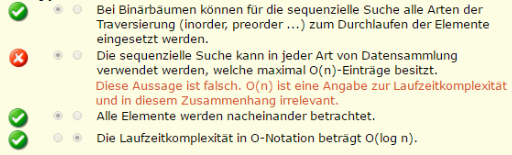 Bei Binärbäumen können für die sequenzielle Suche alle Arten der
Traversierung (inorder, preorder ...) zum Durchlaufen der Elemente
eingesetzt werden.
Die sequenzielle Suche kann in jeder Art von Datensammlung
verwendet werden, welche maximal O(n)-Einträge besitzt.
Diese Aussage ist falsch. O(n) ist eine Angabe zur Laufzeitkomplexität
und in diesem Zusammenhang irrelevant.
Alle Elemente werden nacheinander betrachtet.
Die Laufzeitkomplexität in O-Notation beträgt O(log n).